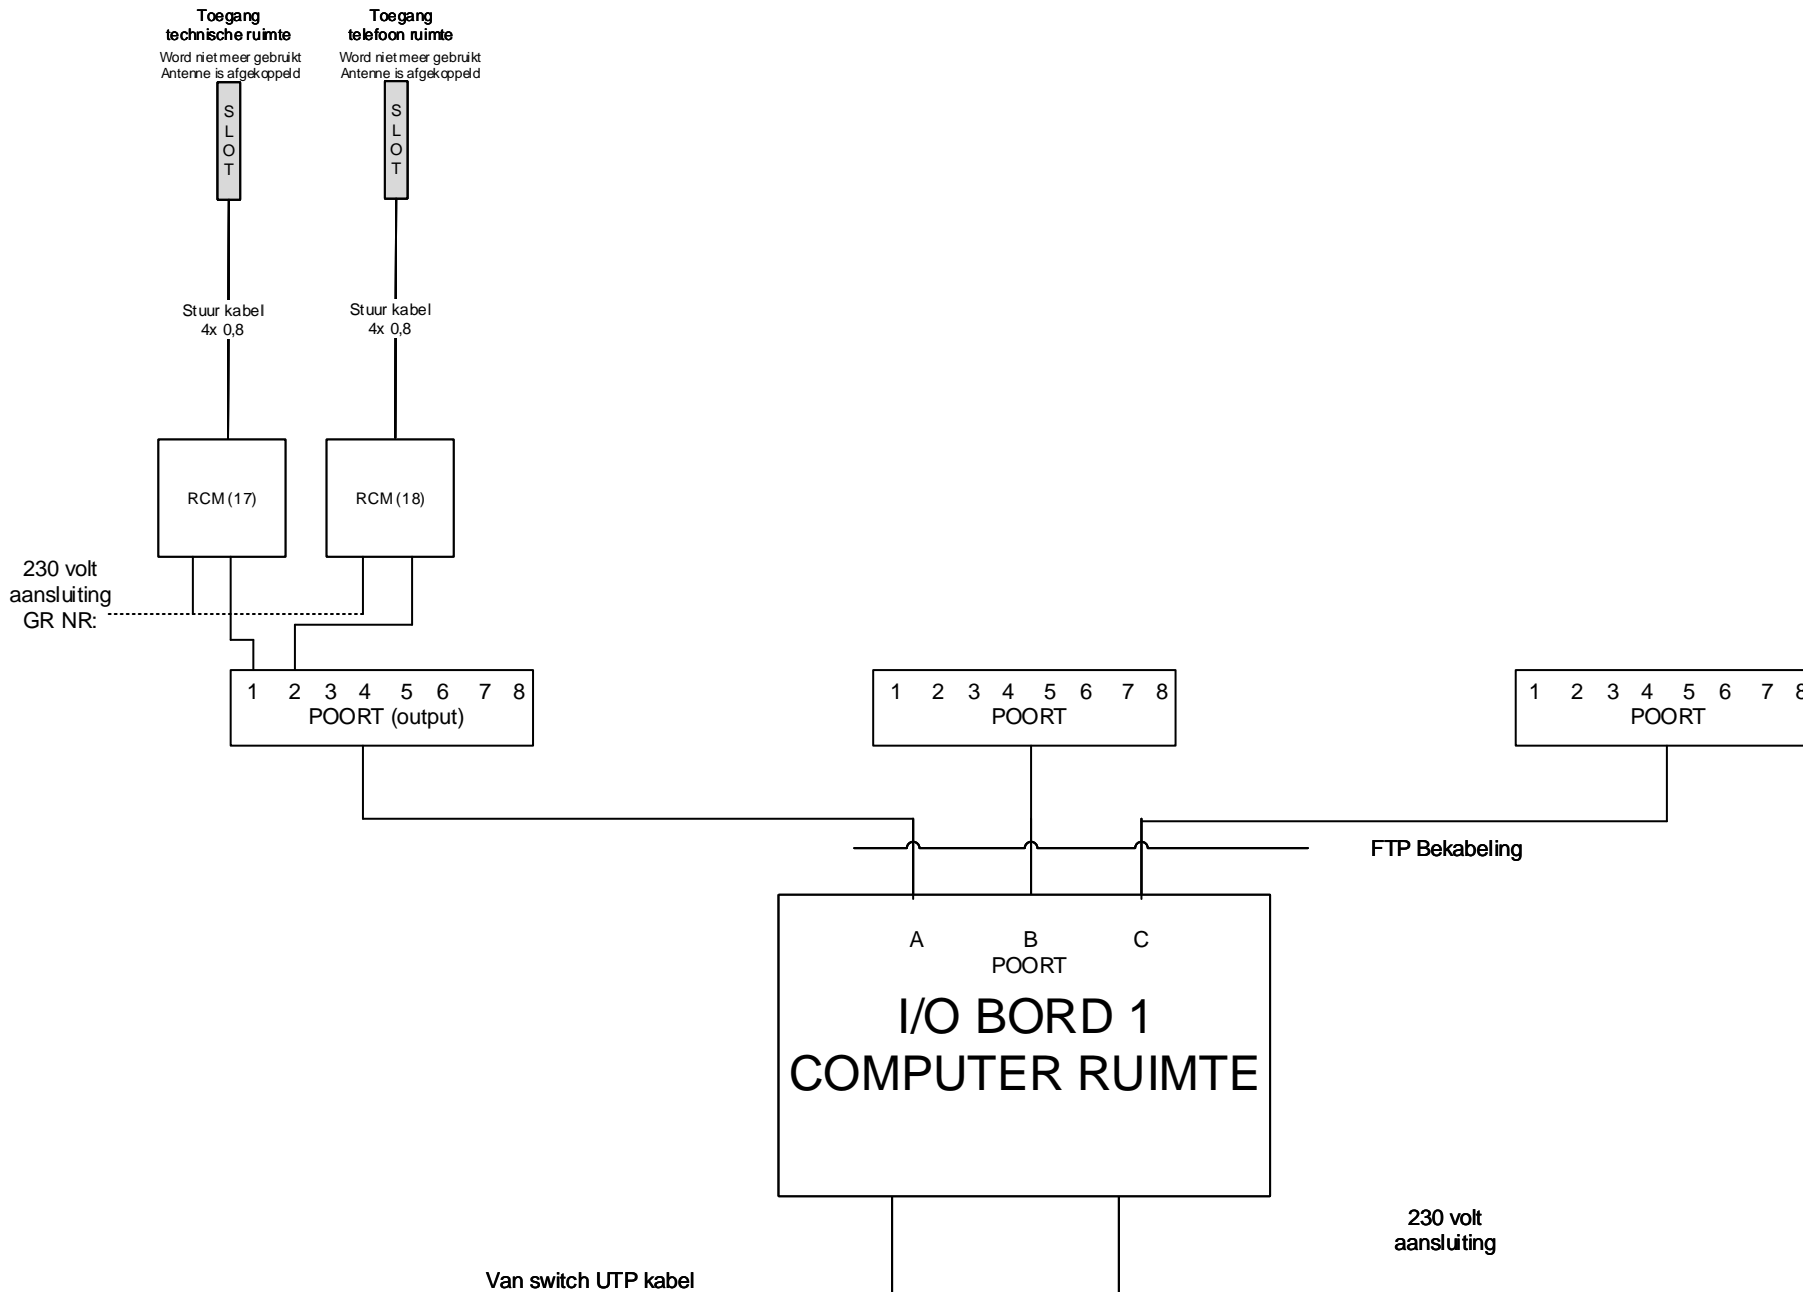 Toegang
technische ruimte
Word niet meer gebruikt
Antenne is afgekoppeld
Toegang
telefoon ruimte
Word niet meer gebruikt
Antenne is afgekoppeld
SLOT
SLOT
Stuur kabel
4x 0,8
Stuur kabel
4x 0,8
RCM (17)
RCM (18)
230 volt
aansluiting
GR NR:
1 2 3 4 5 6 7 8
POORT (output)
1 2 3 4 5 6 7 8
POORT
1 2 3 4 5 6 7 8
POORT
FTP Bekabeling
A B C
POORT
I/O BORD 1
COMPUTER RUIMTE
230 volt
aansluiting
Van switch UTP kabel